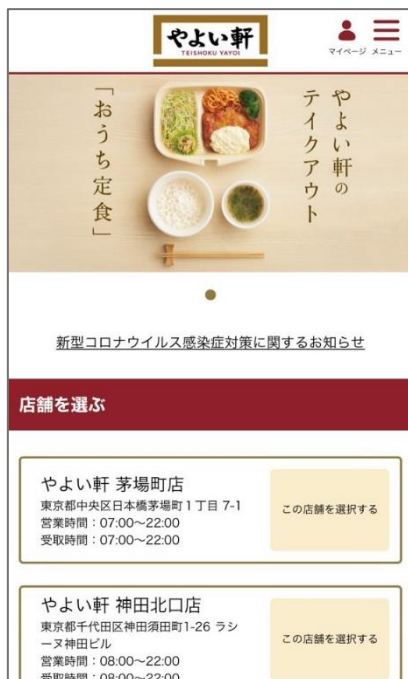 やよい軒
TEISHOKU YAYOI
マイページ メニュー
やよい軒の
テイクアウト
「おうち定食」
新型コロナウイルス感染症対策に関するお知らせ
店舗を選ぶ
やよい軒 茅場町店
東京都中央区日本橋茅場町1丁目 7-1
営業時間:07:00〜22:00
受取時間:07:00〜22:00
この店舗を選択する
やよい軒 神田北口店
東京都千代田区神田須田町1-26 ラシ
ーヌ神田ビル
営業時間:08:00〜22:00
受取時間:08:00〜22:00
この店舗を選択する